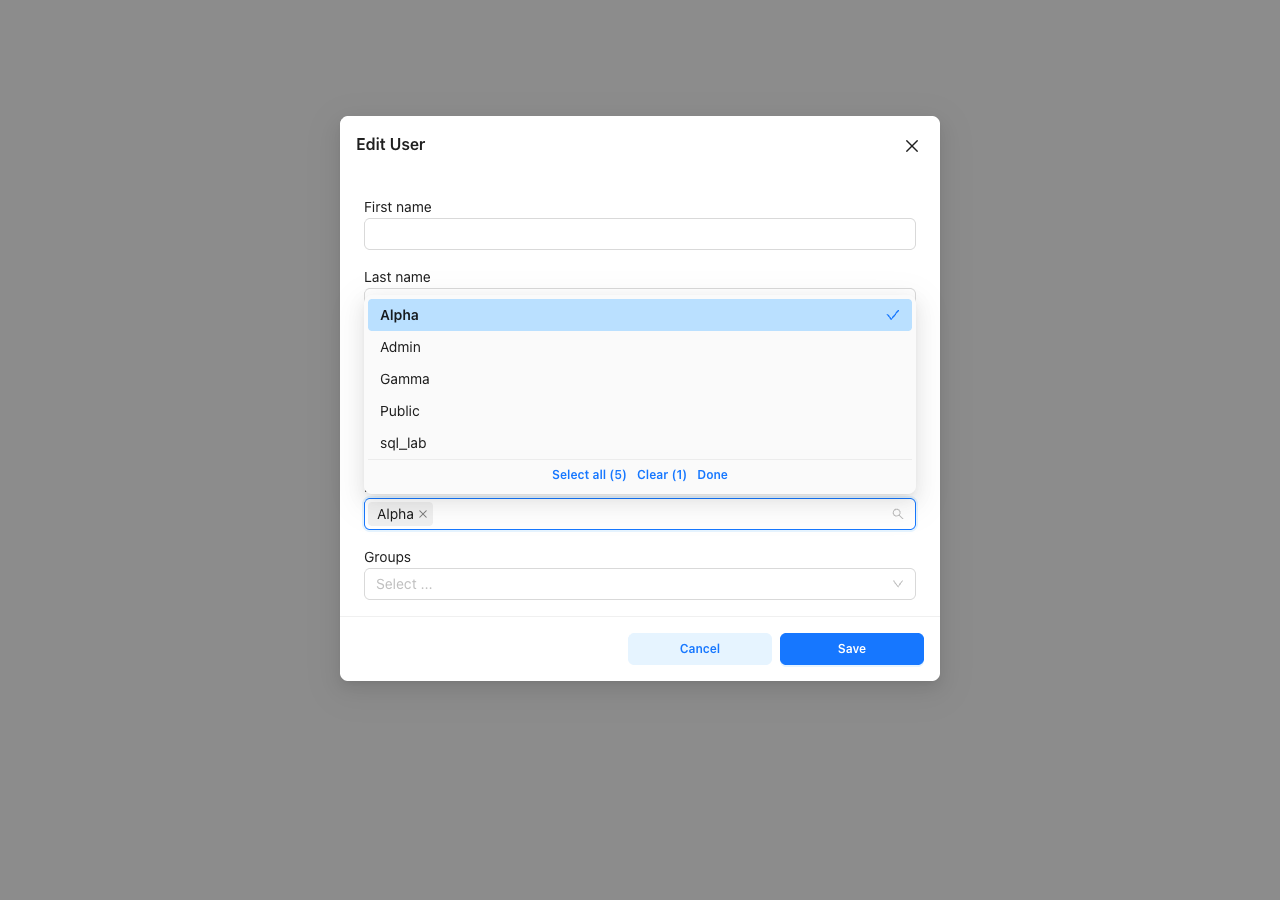 Edit User
First name
Last name
Alpha
Admin
Gamma
Public
sql_lab
Select all (5) Clear (1) Done
Alpha
Groups
Select ...
Cancel Save